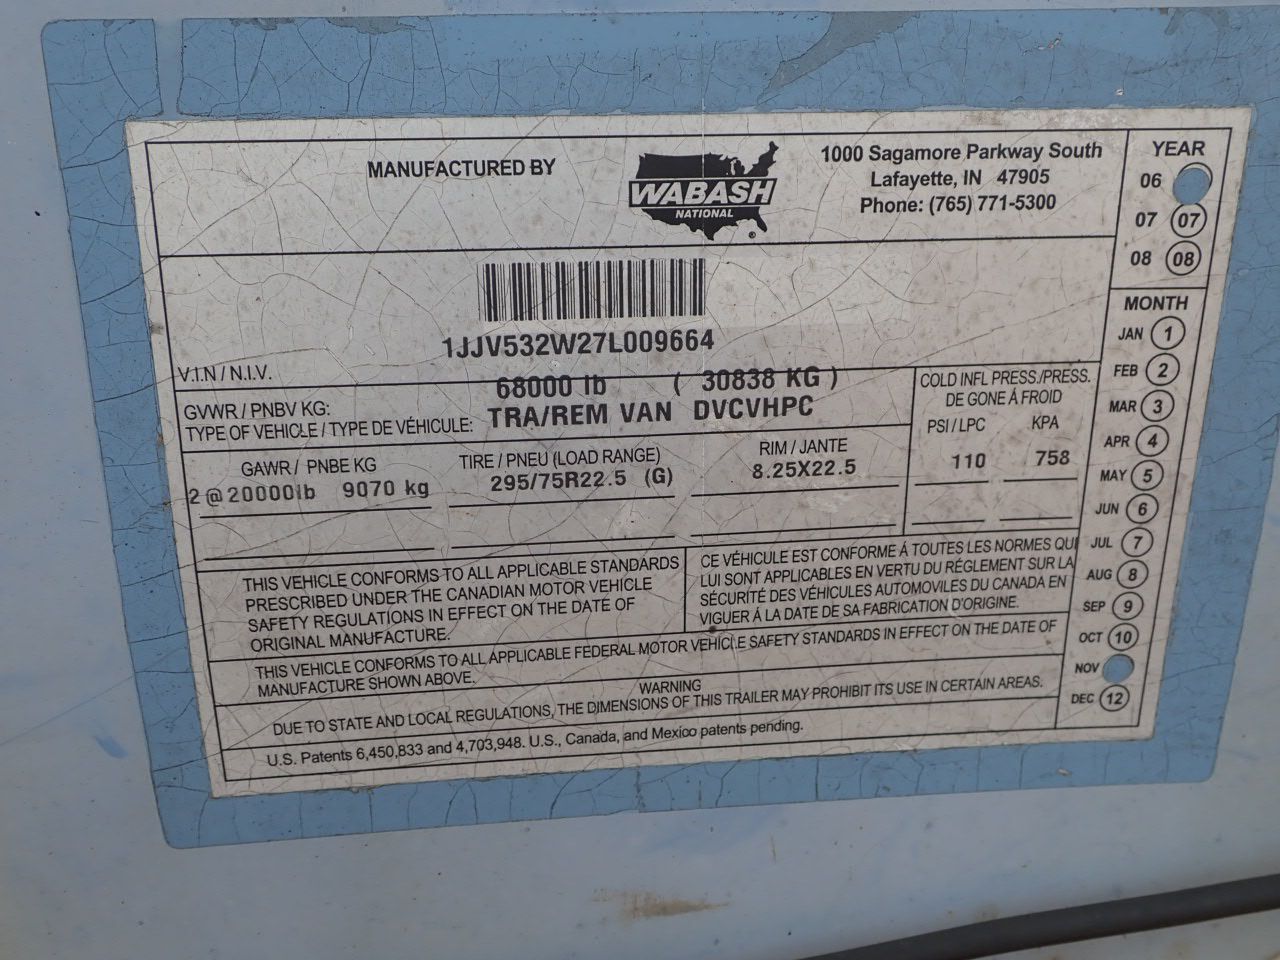 MANUFACTURED BY
WABASH
NATIONAL
®
1000 Sagamore Parkway South
Lafayette, IN 47905
Phone: (765) 771-5300
1JJV532W27L009664
V.I.N / N.I.V.
68000 lb ( 30838 KG )
GVWR / PNBV KG:
TYPE OF VEHICLE / TYPE DE VÉHICULE: TRA/REM VAN DVCVHPC
GAWR / PNBE KG TIRE / PNEU (LOAD RANGE) RIM / JANTE
2@20000lb 9070 kg 295/75R22.5 (G) 8.25X22.5
COLD INFL PRESS./PRESS.
DE GONE À FROID
PSI / LPC KPA
110 758
THIS VEHICLE CONFORMS TO ALL APPLICABLE STANDARDS
PRESCRIBED UNDER THE CANADIAN MOTOR VEHICLE
SAFETY REGULATIONS IN EFFECT ON THE DATE OF
ORIGINAL MANUFACTURE.
CE VÉHICULE EST CONFORME Á TOUTES LES NORMES QUI
LUI SONT APPLICABLES EN VERTU DU RÉGLEMENT SUR LA
SÉCURITÉ DES VÉHICULES AUTOMOVILES DU CANADA EN
VIGUER Á LA DATE DE SA FABRICATION D'ORIGINE.
THIS VEHICLE CONFORMS TO ALL APPLICABLE FEDERAL MOTOR VEHICLE SAFETY STANDARDS IN EFFECT ON THE DATE OF
MANUFACTURE SHOWN ABOVE.
WARNING
DUE TO STATE AND LOCAL REGULATIONS, THE DIMENSIONS OF THIS TRAILER MAY PROHIBIT ITS USE IN CERTAIN AREAS.
U.S. Patents 6,450,833 and 4,703,948. U.S., Canada, and Mexico patents pending.
YEAR
06
07 07
08 08
MONTH
JAN 1
FEB 2
MAR 3
APR 4
MAY 5
JUN 6
JUL 7
AUG 8
SEP 9
OCT 10
NOV
DEC 12